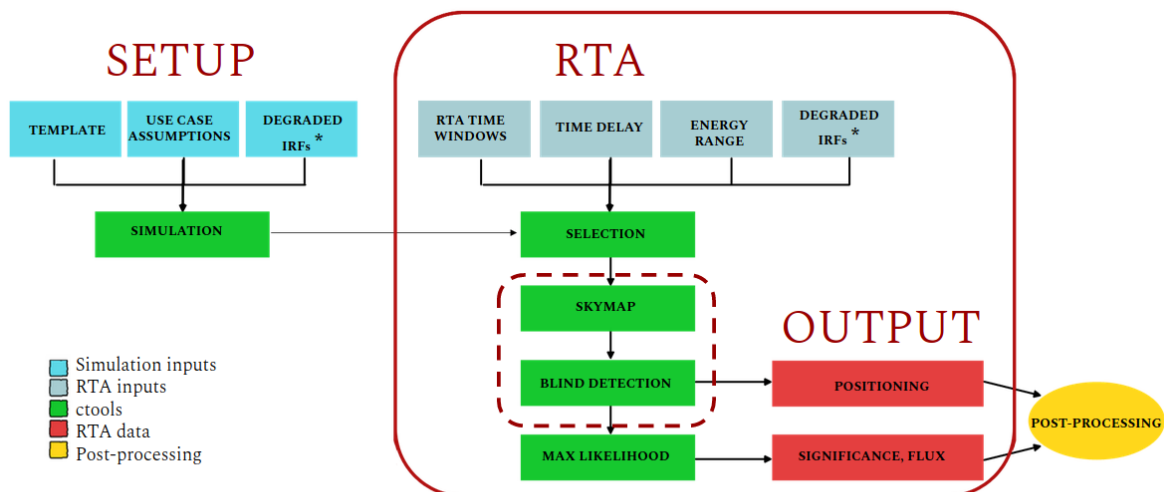 SETUP
RTA
TEMPLATE
USE CASE
ASSUMPTIONS
DEGRADED
IRFs *
RTA TIME
WINDOWS
TIME DELAY
ENERGY
RANGE
DEGRADED
IRFs *
SIMULATION
SELECTION
SKYMAP
OUTPUT
BLIND DETECTION
POSITIONING
MAX LIKELIHOOD
SIGNIFICANCE, FLUX
POST-PROCESSING
Simulation inputs
RTA inputs
ctools
RTA data
Post-processing